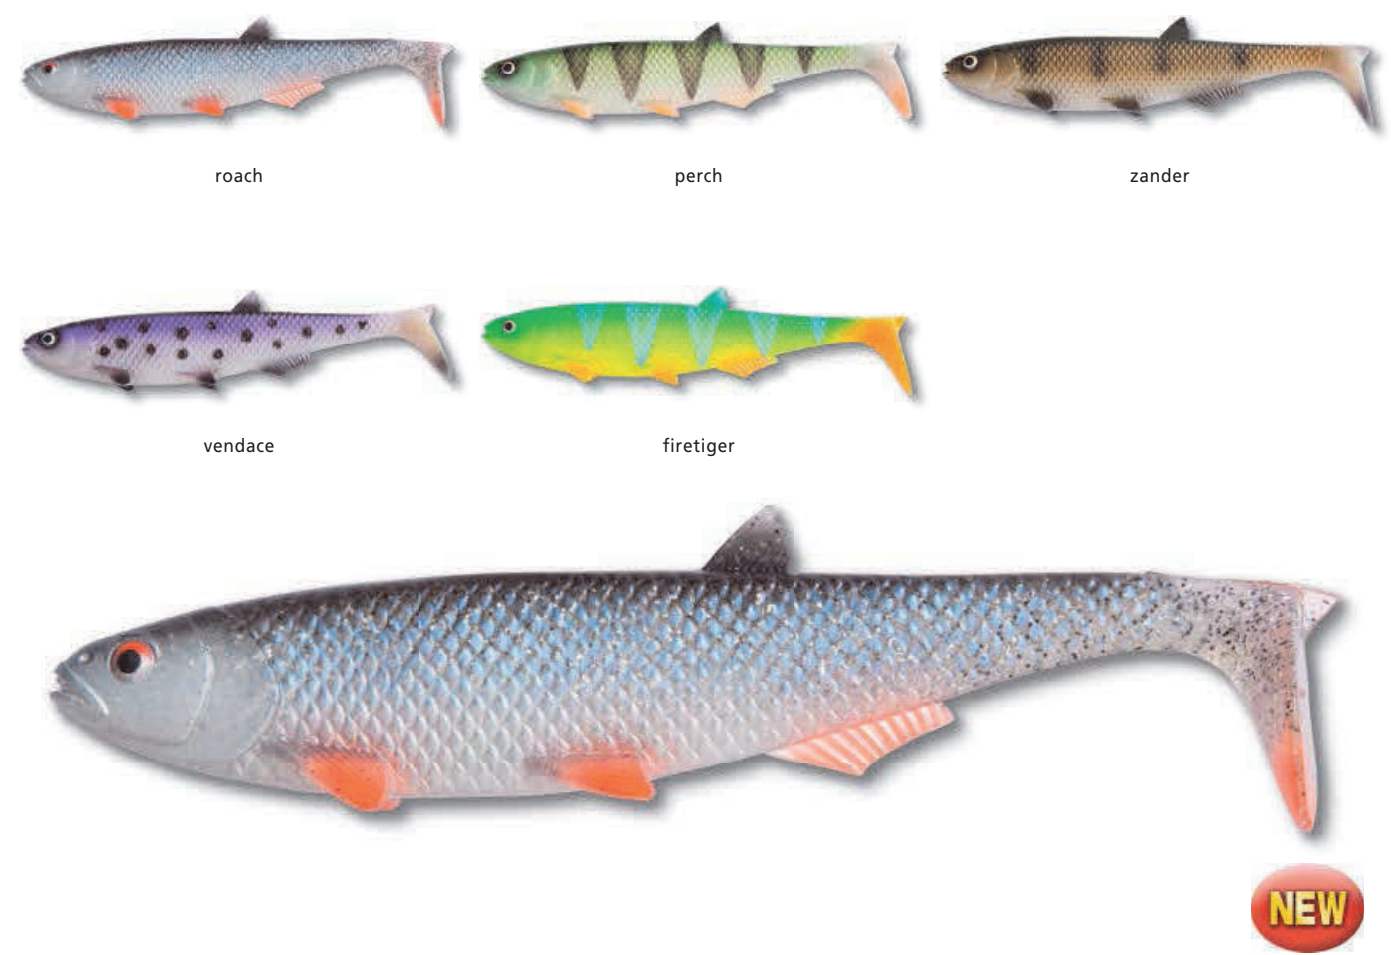 roach
perch
zander
vendace
firetiger
NEW